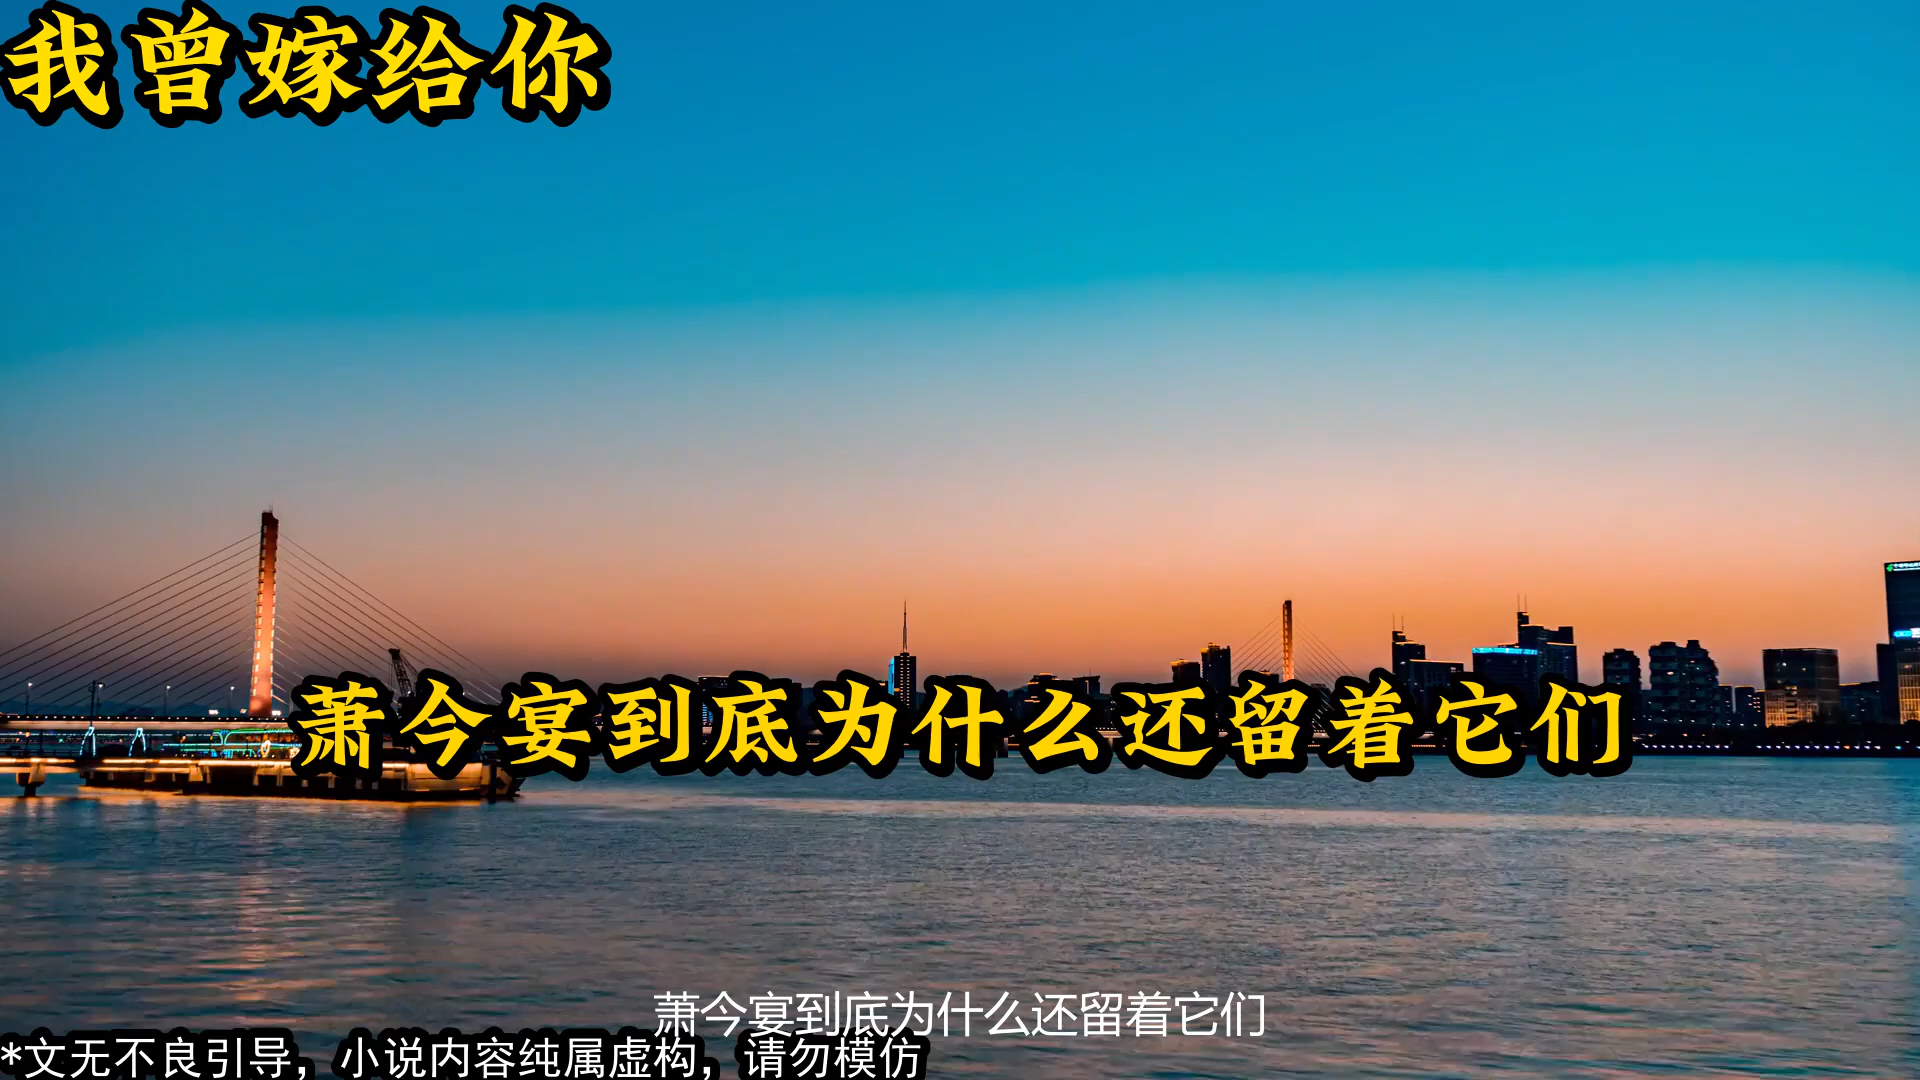 我曾嫁给你
萧今宴到底为什么还留着它们
萧今宴到底为什么还留着它们
*文无不良引导，小说内容纯属虚构，请勿模仿